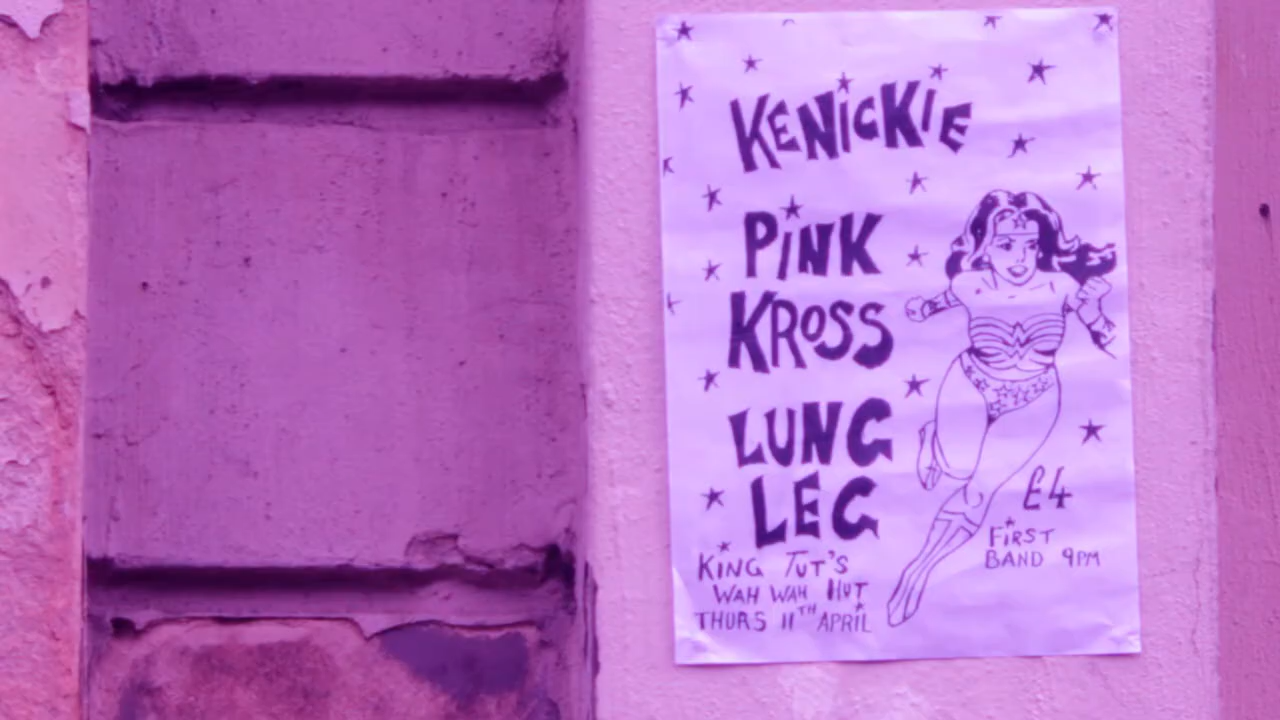 KENiCKIE
PiNK
KROSS
LUNG
LEG
£4
FiRST
BAND 9PM
KING TUT'S
WAH WAH HUT
THURS 11TH APRIL